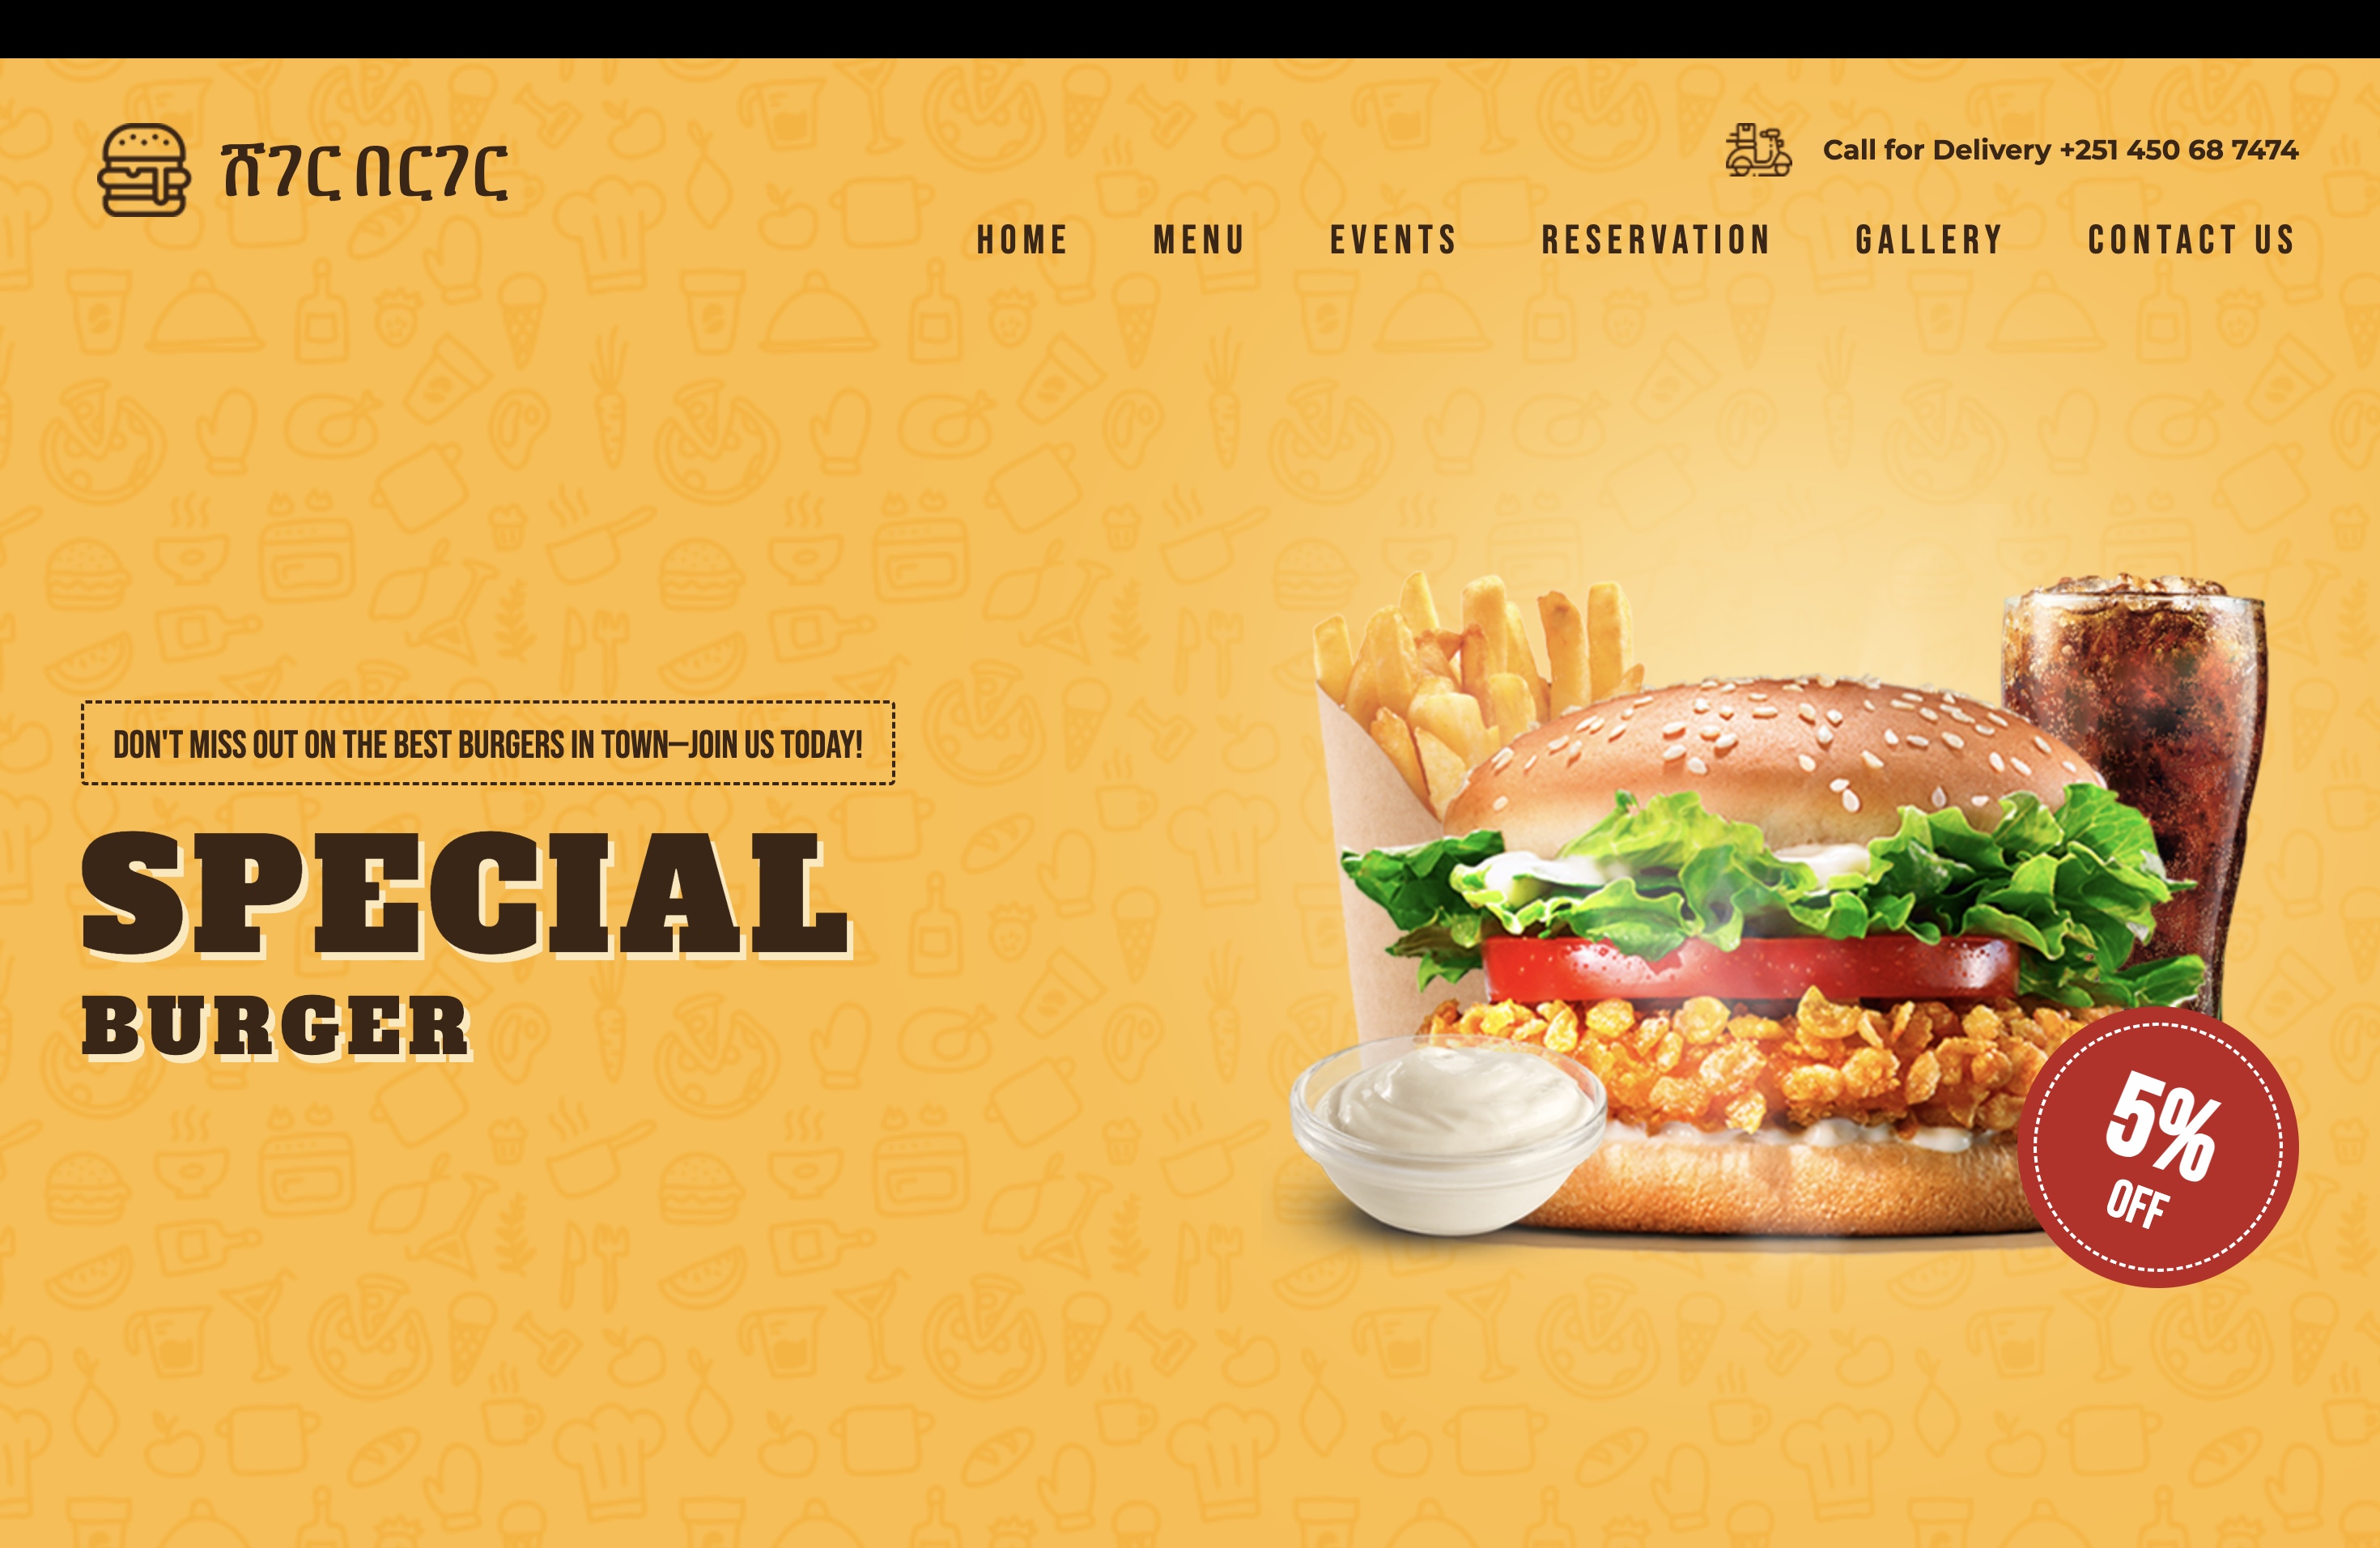 ሸገር በርገር
Call for Delivery +251 450 68 7474
HOME MENU EVENTS RESERVATION GALLERY CONTACT US
DON'T MISS OUT ON THE BEST BURGERS IN TOWN—JOIN US TODAY!
SPECIAL
BURGER
5%
OFF